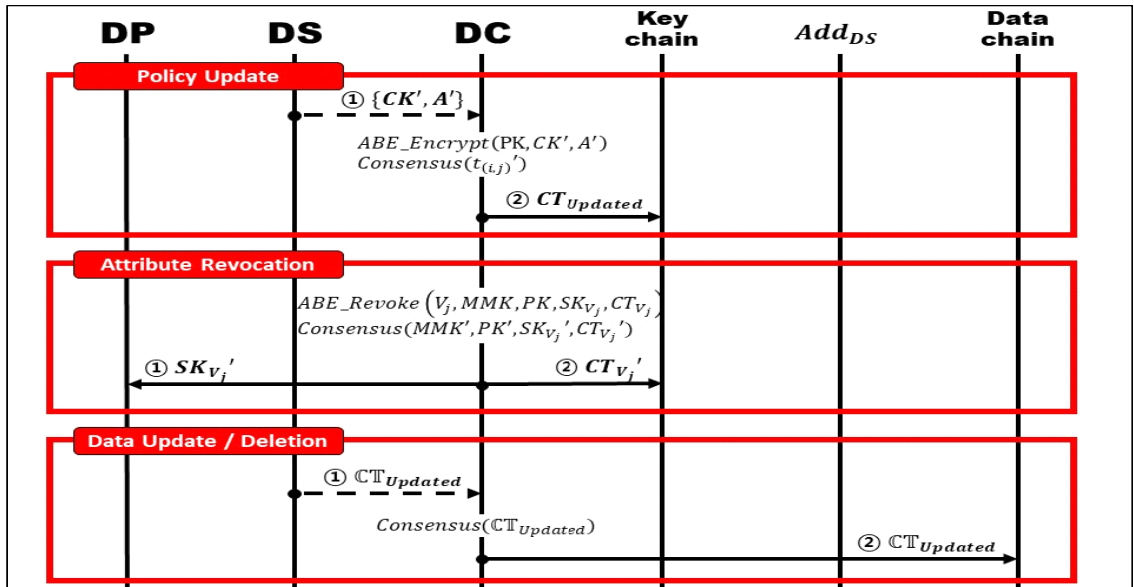 DP DS DC Key chain Add_DS Data chain
Policy Update
① {CK′, A′}
ABE_Encrypt(PK, CK′, A′)
Consensus(t_(i,j)′)
② CT_Updated
Attribute Revocation
ABE_Revoke (V_j, MMK, PK, SK_V_j, CT_V_j)
Consensus(MMK′, PK′, SK_V_j′, CT_V_j′)
① SK_V_j′ ② CT_V_j′
Data Update / Deletion
① ℂ𝕋_Updated
Consensus(ℂ𝕋_Updated)
② ℂ𝕋_Updated